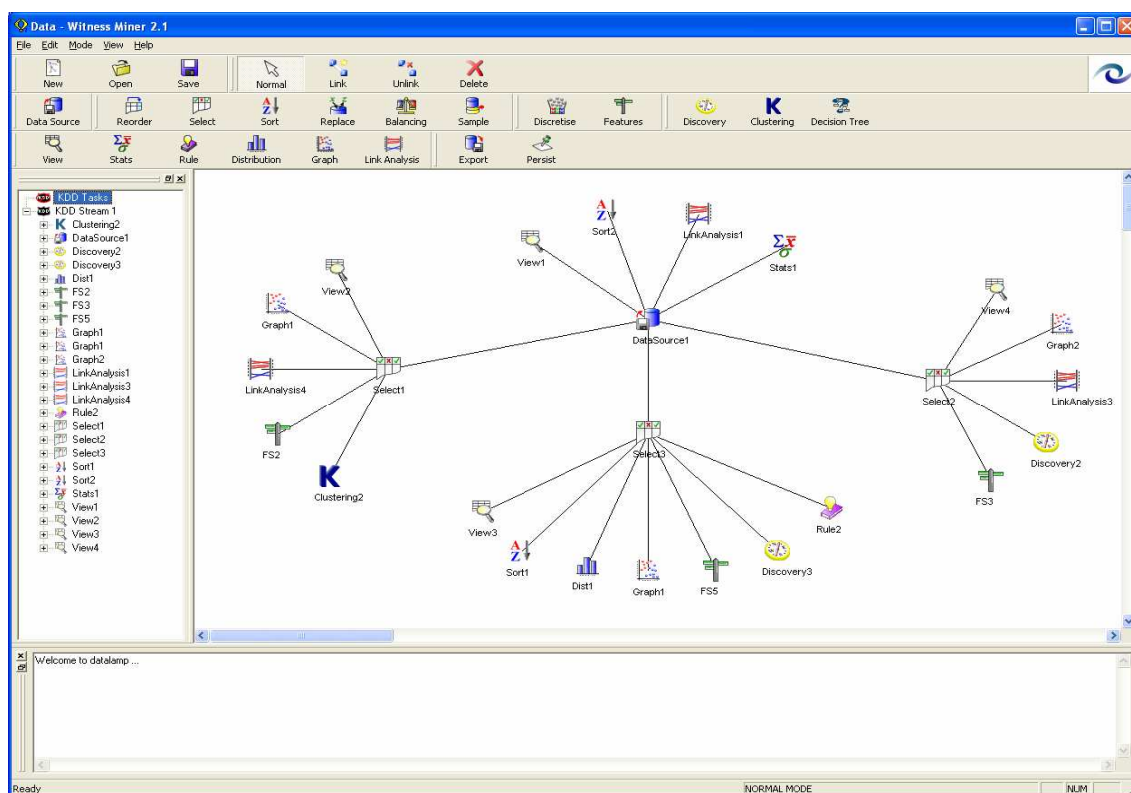 Data - Witness Miner 2.1
File Edit Mode View Help
New Open Save Normal Link Unlink Delete
Data Source Reorder Select Sort Replace Balancing Sample Discretise Features Discovery Clustering Decision Tree
View Stats Rule Distribution Graph Link Analysis Export Persist
KDD Tasks
KDD Stream 1
Clustering2
DataSource1
Discovery2
Discovery3
Dist1
FS2
FS3
FS5
Graph1
Graph1
Graph2
LinkAnalysis1
LinkAnalysis3
LinkAnalysis4
Rule2
Select1
Select2
Select3
Sort1
Sort2
Stats1
View1
View2
View3
View4
Sort2
LinkAnalysis1
View1
Stats1
View2
Graph1
DataSource1
View4
Graph2
LinkAnalysis4
Select1
Select2
LinkAnalysis3
FS2
Select3
Discovery2
Clustering2
FS3
View3
Rule2
Sort1
Dist1
Graph1
FS5
Discovery3
Welcome to datalamp ...
Ready NORMAL MODE NUM